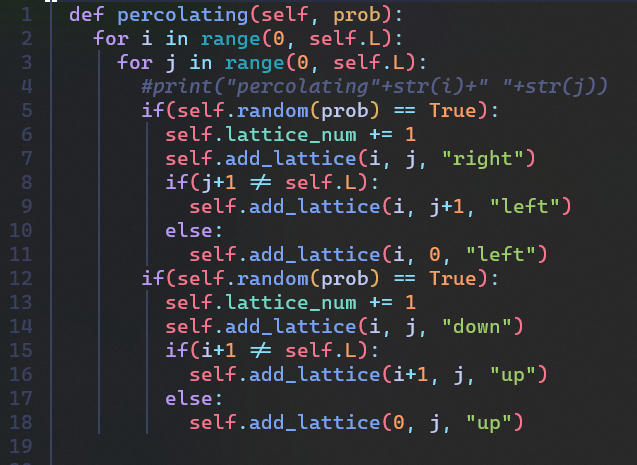 1 def percolating(self, prob):
2   for i in range(0, self.L):
3     for j in range(0, self.L):
4       #print("percolating"+str(i)+" "+str(j))
5       if(self.random(prob) == True):
6         self.lattice_num += 1
7         self.add_lattice(i, j, "right")
8         if(j+1 ≠ self.L):
9           self.add_lattice(i, j+1, "left")
10         else:
11           self.add_lattice(i, 0, "left")
12       if(self.random(prob) == True):
13         self.lattice_num += 1
14         self.add_lattice(i, j, "down")
15         if(i+1 ≠ self.L):
16           self.add_lattice(i+1, j, "up")
17         else:
18           self.add_lattice(0, j, "up")
19